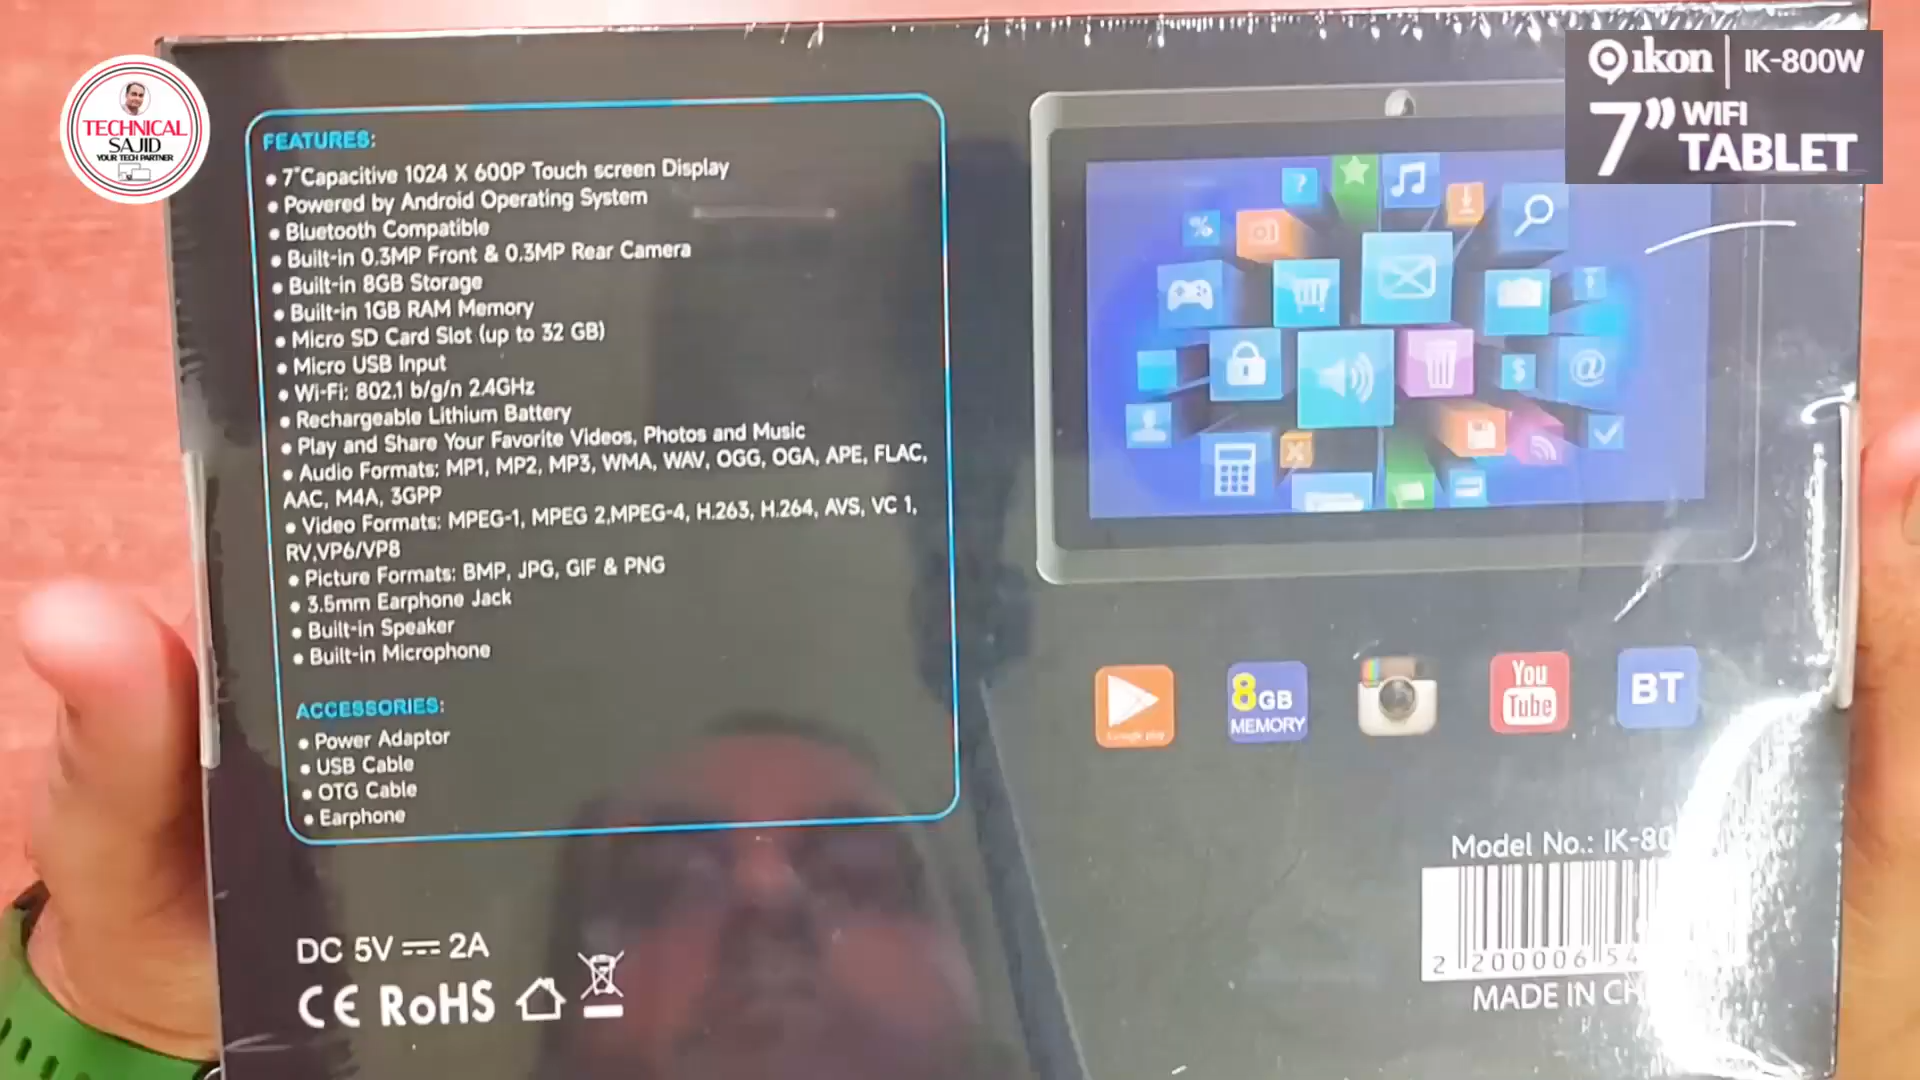 TECHNICAL
SAJID
YOUR TECH PARTNER
ikon | IK-800W
7” WIFI
TABLET
FEATURES:
• 7"Capacitive 1024 X 600P Touch screen Display
• Powered by Android Operating System
• Bluetooth Compatible
• Built-in 0.3MP Front & 0.3MP Rear Camera
• Built-in 8GB Storage
• Built-in 1GB RAM Memory
• Micro SD Card Slot (up to 32 GB)
• Micro USB Input
• Wi-Fi: 802.1 b/g/n 2.4GHz
• Rechargeable Lithium Battery
• Play and Share Your Favorite Videos, Photos and Music
• Audio Formats: MP1, MP2, MP3, WMA, WAV, OGG, OGA, APE, FLAC,
AAC, M4A, 3GPP
• Video Formats: MPEG-1, MPEG 2,MPEG-4, H.263, H.264, AVS, VC 1,
RV,VP6/VP8
• Picture Formats: BMP, JPG, GIF & PNG
• 3.5mm Earphone Jack
• Built-in Speaker
• Built-in Microphone
ACCESSORIES:
• Power Adaptor
• USB Cable
• OTG Cable
• Earphone
DC 5V ⎓ 2A
CE RoHS
Google play
8GB
MEMORY
You
Tube
BT
Model No.: IK-80
2 200006 54
MADE IN CH